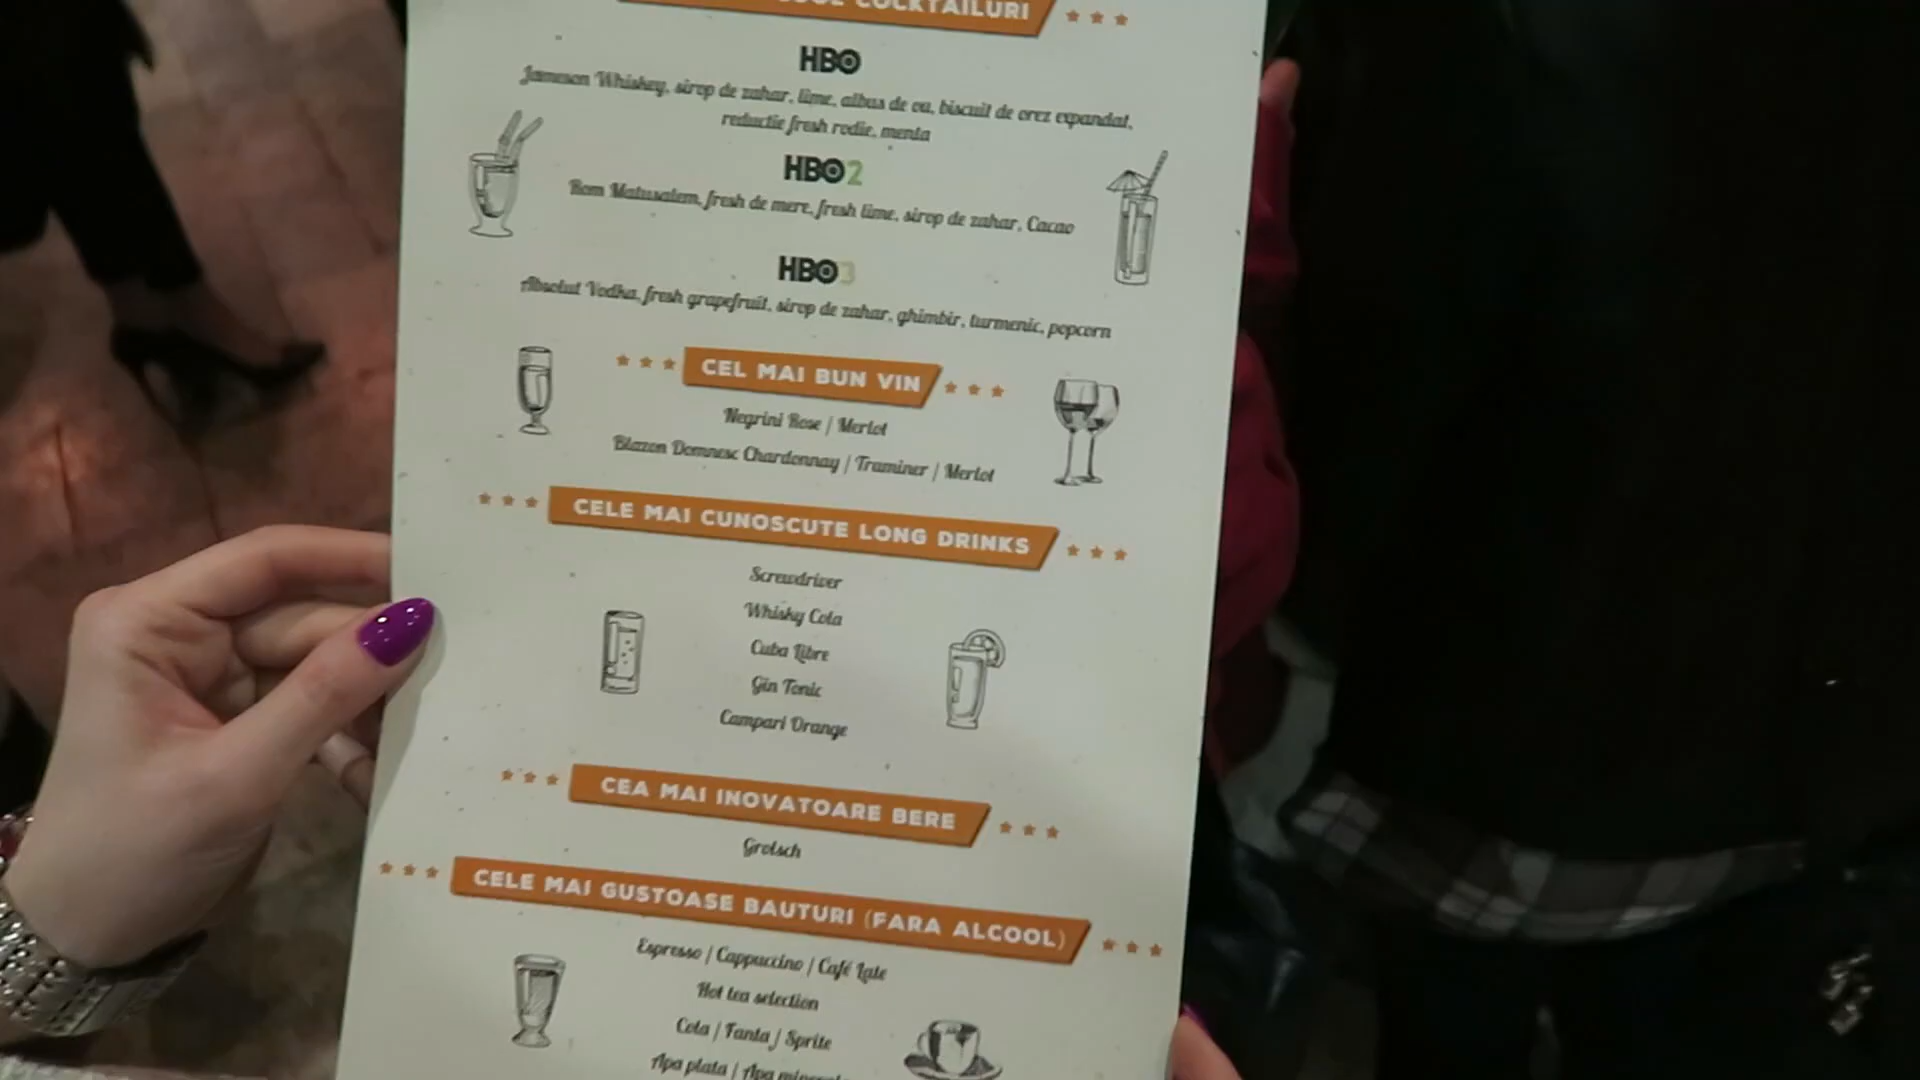 COCKTAILURI
HBO
Jameson Whiskey, sirop de zahar, lime, albus de ou, biscuit de orez expandat,
reductie fresh rodie, menta
HBO2
Rom Matusalem, fresh de mere, fresh lime, sirop de zahar, Cacao
HBO3
Absolut Vodka, fresh grapefruit, sirop de zahar, ghimbir, turmenic, popcorn
CEL MAI BUN VIN
Negrini Rose / Merlot
Blazon Domnesc Chardonnay / Traminer / Merlot
CELE MAI CUNOSCUTE LONG DRINKS
Screwdriver
Whisky Cola
Cuba Libre
Gin Tonic
Campari Orange
CEA MAI INOVATOARE BERE
Grolsch
CELE MAI GUSTOASE BAUTURI (FARA ALCOOL)
Espresso / Cappuccino / Café Late
Hot tea selection
Cola / Fanta / Sprite
Apa plata / Apa